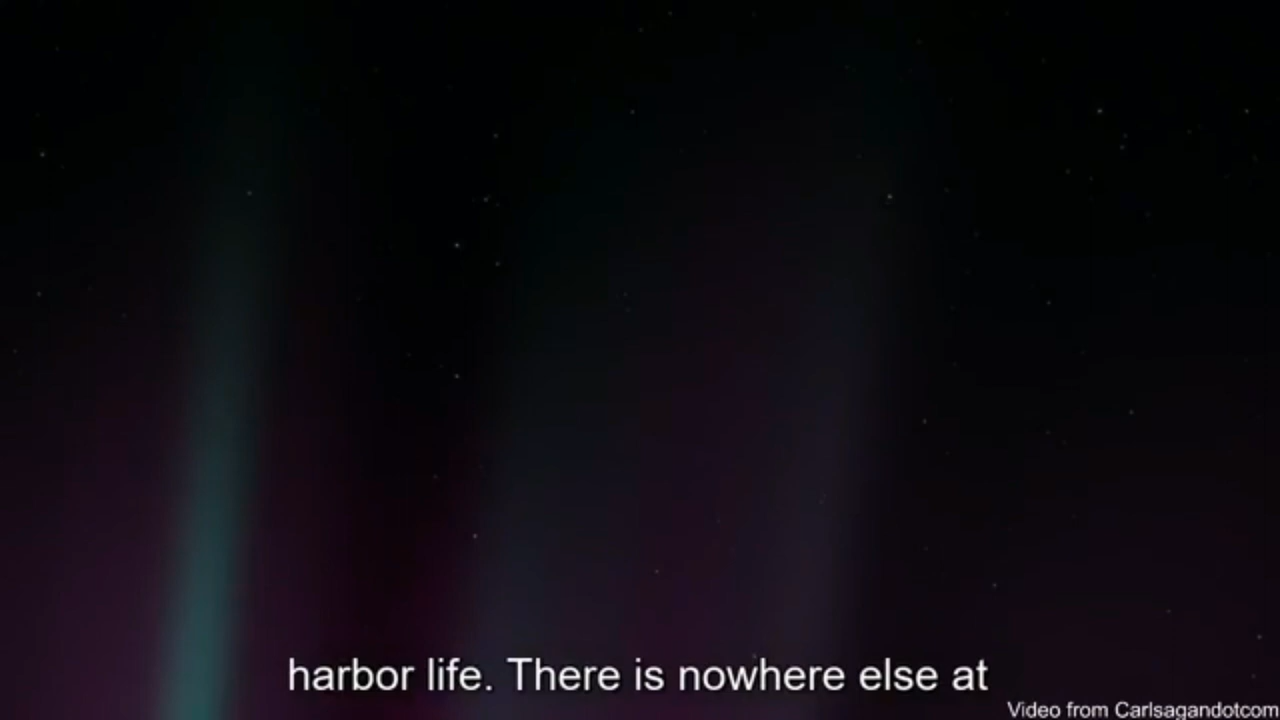 harbor life. There is nowhere else at
Video from Carlsagandotcom